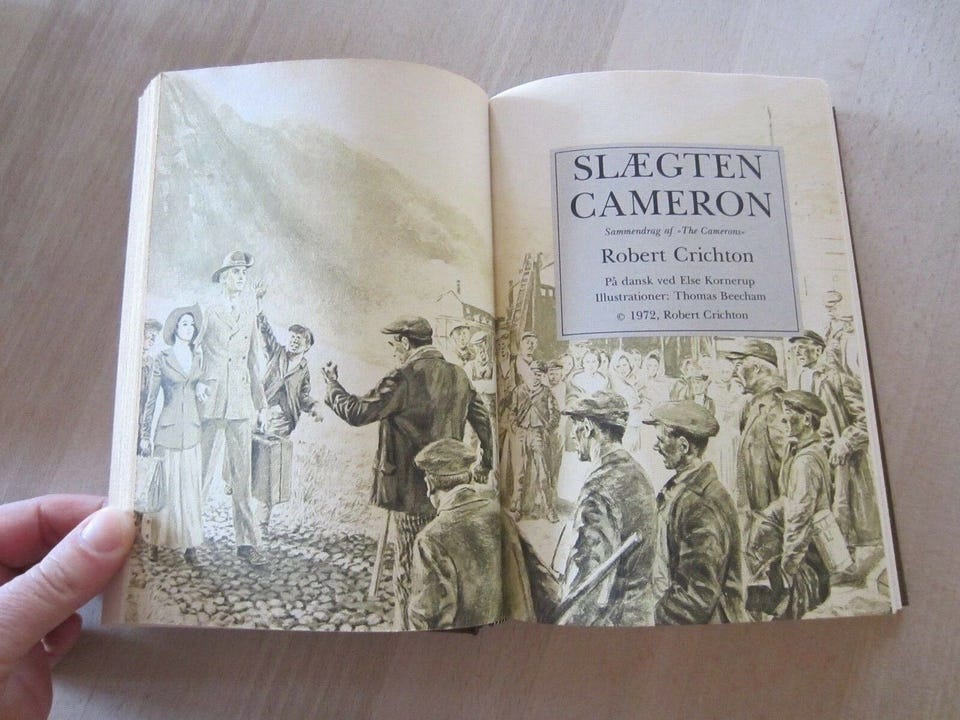 SLÆGTEN
CAMERON
Sammendrag af »The Camerons«
Robert Crichton
På dansk ved Else Kornerup
Illustrationer: Thomas Beecham
© 1972, Robert Crichton